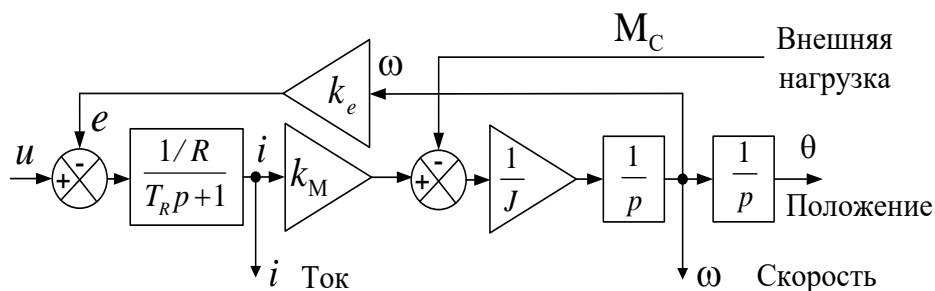 M_C
Внешняя
нагрузка
ω
k_e
e
u
-
+
1/R
T_R p+1
i
k_M
-
+
1
J
1
p
1
p
θ
Положение
i Ток
ω Скорость